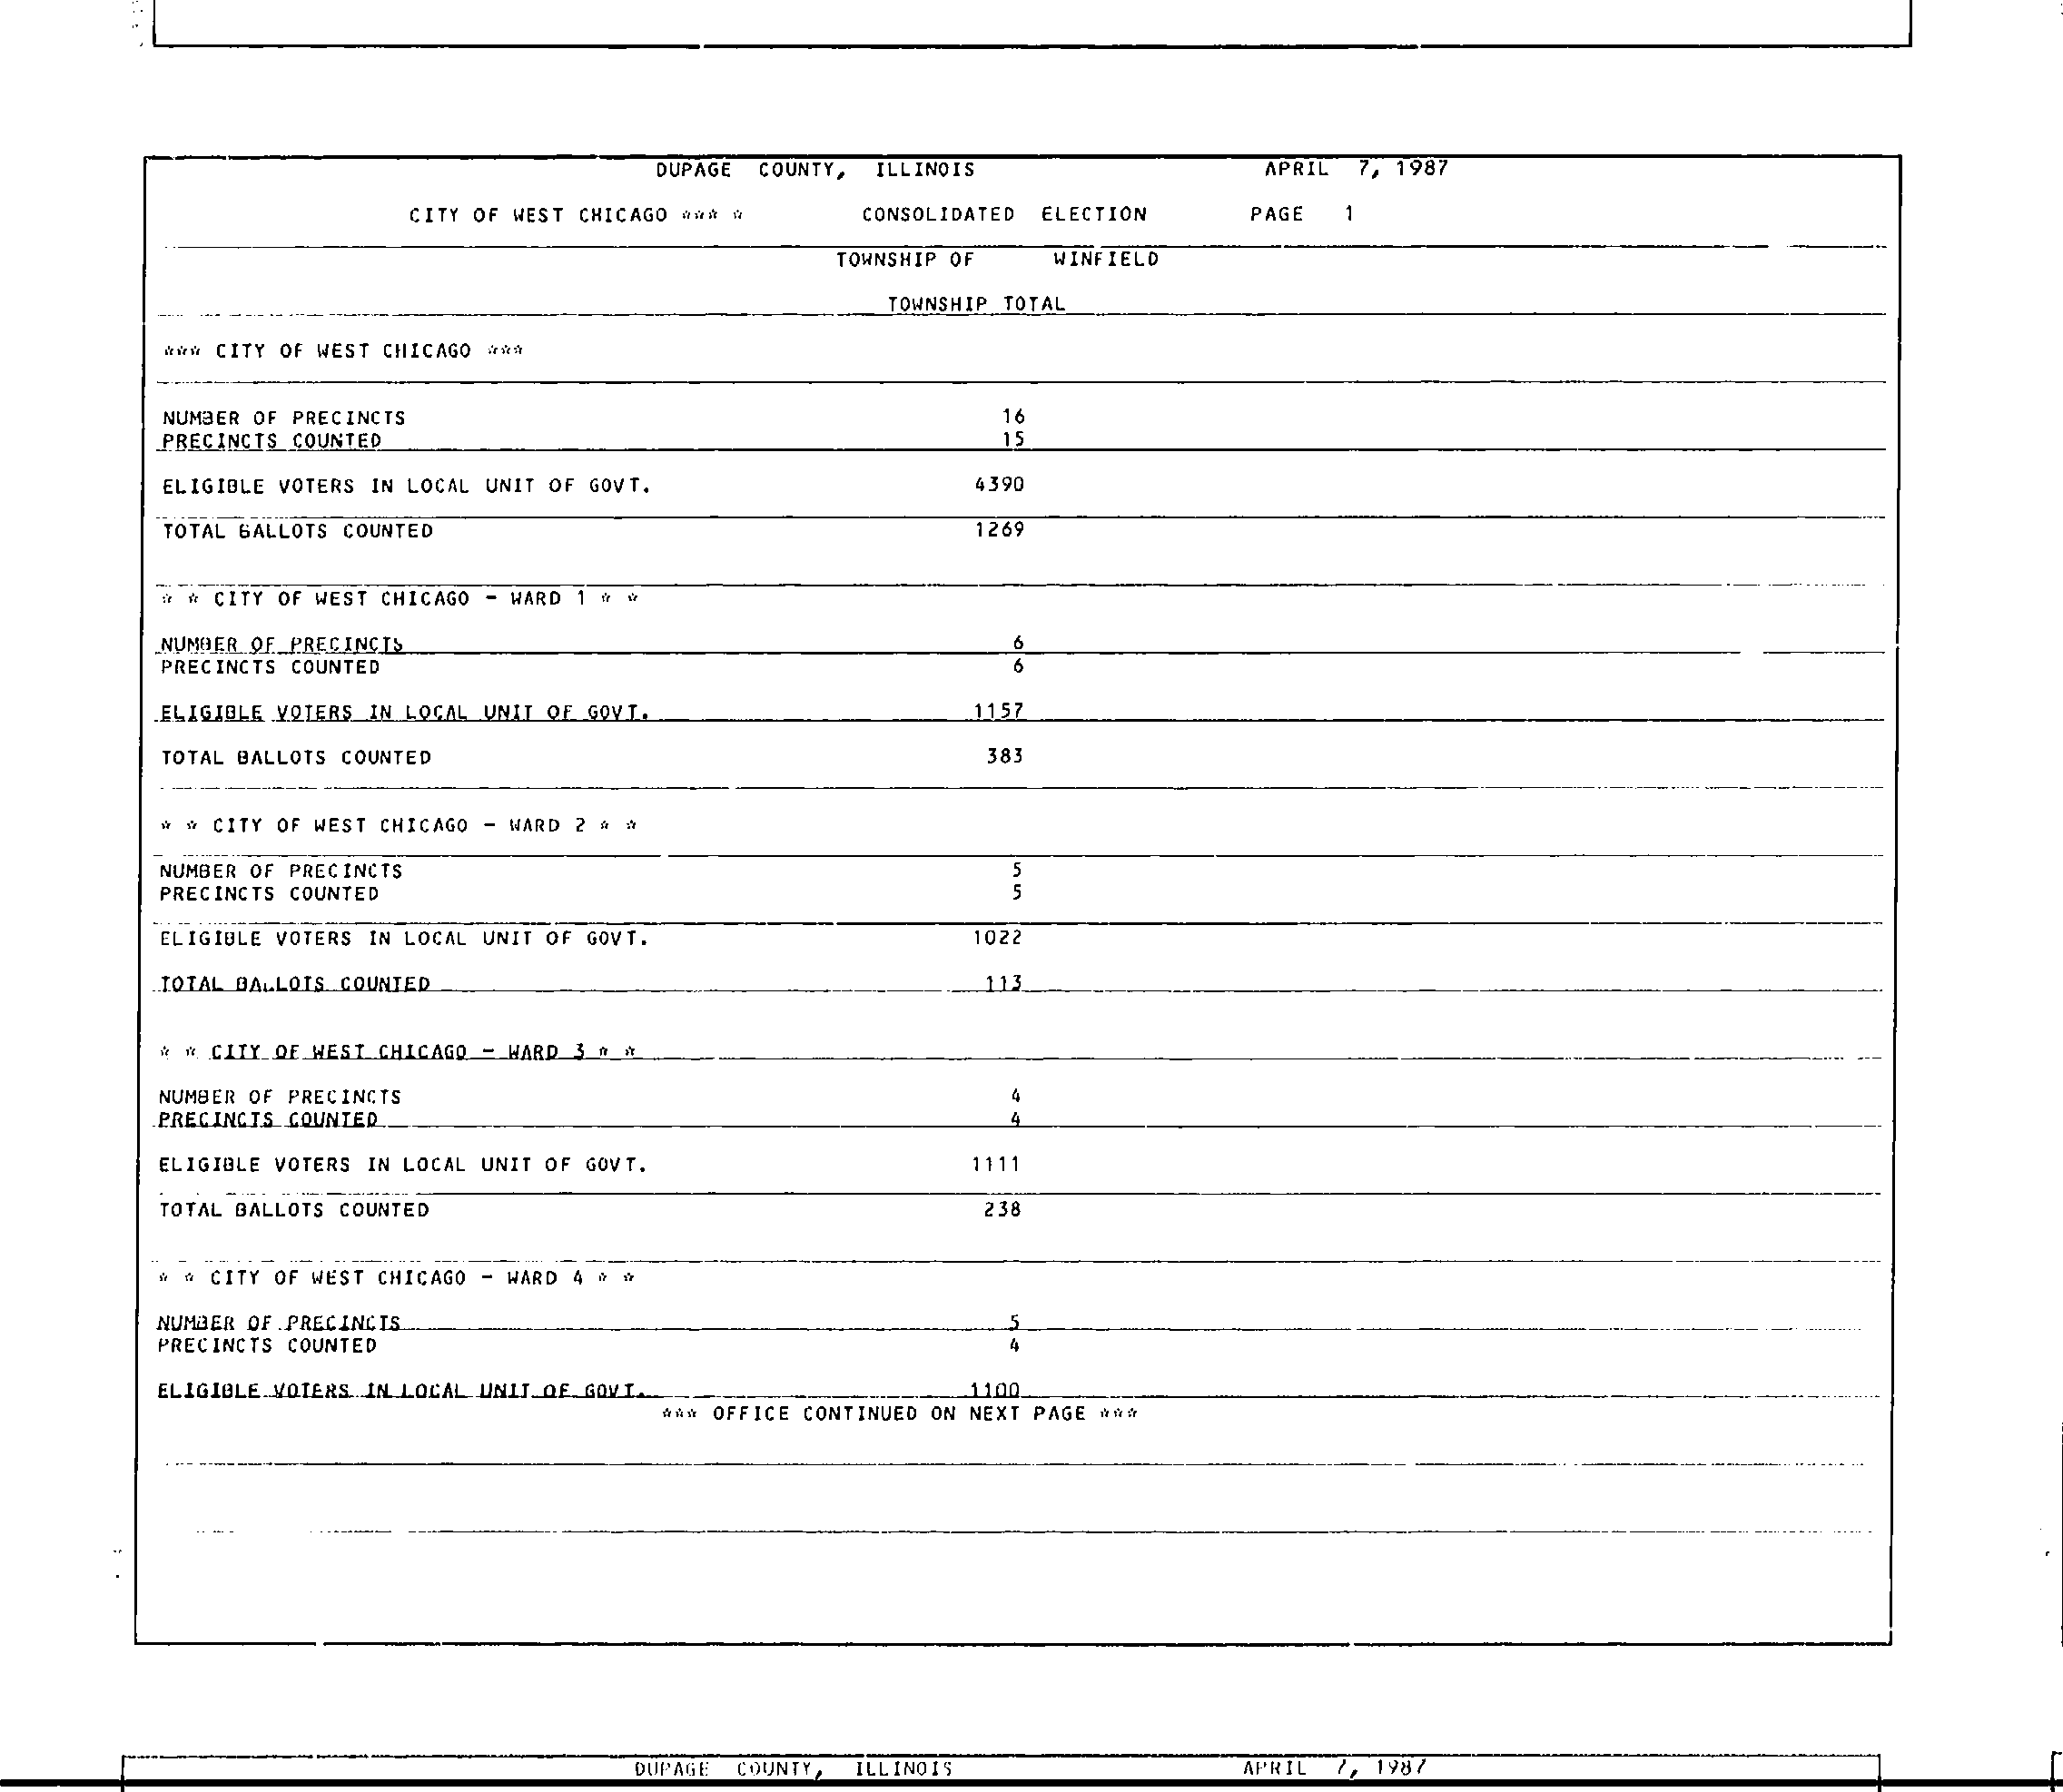 DUPAGE COUNTY, ILLINOIS APRIL 7, 1987
CITY OF WEST CHICAGO *** * CONSOLIDATED ELECTION PAGE 1
TOWNSHIP OF WINFIELD
TOWNSHIP TOTAL
*** CITY OF WEST CHICAGO ***
NUMBER OF PRECINCTS 16
PRECINCTS COUNTED 15
ELIGIBLE VOTERS IN LOCAL UNIT OF GOVT. 4390
TOTAL BALLOTS COUNTED 1269
* * CITY OF WEST CHICAGO - WARD 1 * *
NUMBER OF PRECINCTS 6
PRECINCTS COUNTED 6
ELIGIBLE VOTERS IN LOCAL UNIT OF GOVT. 1157
TOTAL BALLOTS COUNTED 383
* * CITY OF WEST CHICAGO - WARD 2 * *
NUMBER OF PRECINCTS 5
PRECINCTS COUNTED 5
ELIGIBLE VOTERS IN LOCAL UNIT OF GOVT. 1022
TOTAL BALLOTS COUNTED 113
* * CITY OF WEST CHICAGO - WARD 3 * *
NUMBER OF PRECINCTS 4
PRECINCTS COUNTED 4
ELIGIBLE VOTERS IN LOCAL UNIT OF GOVT. 1111
TOTAL BALLOTS COUNTED 238
* * CITY OF WEST CHICAGO - WARD 4 * *
NUMBER OF PRECINCTS 5
PRECINCTS COUNTED 4
ELIGIBLE VOTERS IN LOCAL UNIT OF GOVT. 1100
*** OFFICE CONTINUED ON NEXT PAGE ***
DUPAGE COUNTY, ILLINOIS APRIL 7, 1987